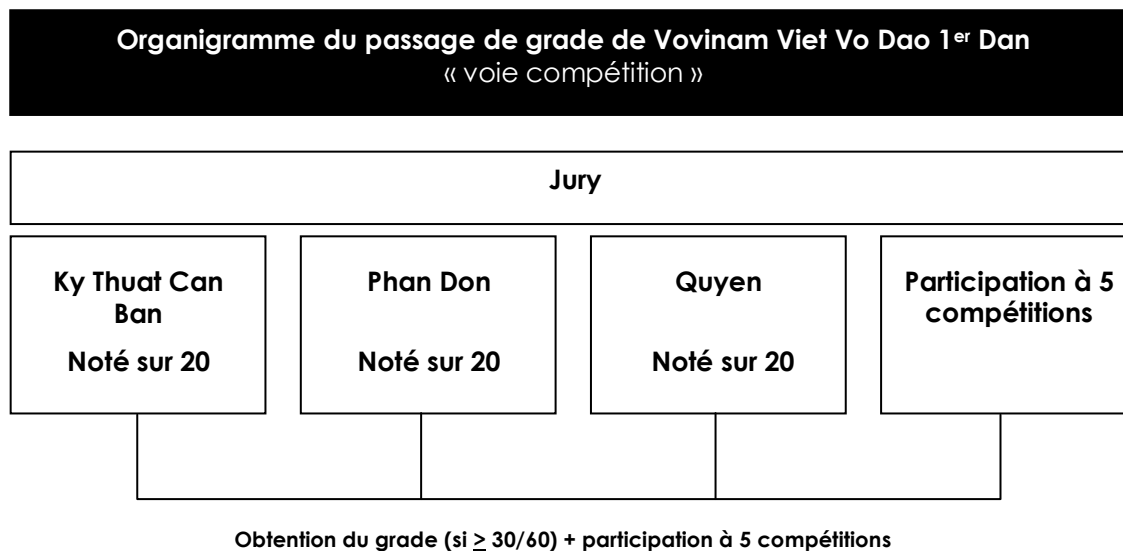 Organigramme du passage de grade de Vovinam Viet Vo Dao 1er Dan
« voie compétition »
Jury
Ky Thuat Can
Ban
Noté sur 20
Phan Don
Noté sur 20
Quyen
Noté sur 20
Participation à 5
compétitions
Obtention du grade (si ≥ 30/60) + participation à 5 compétitions